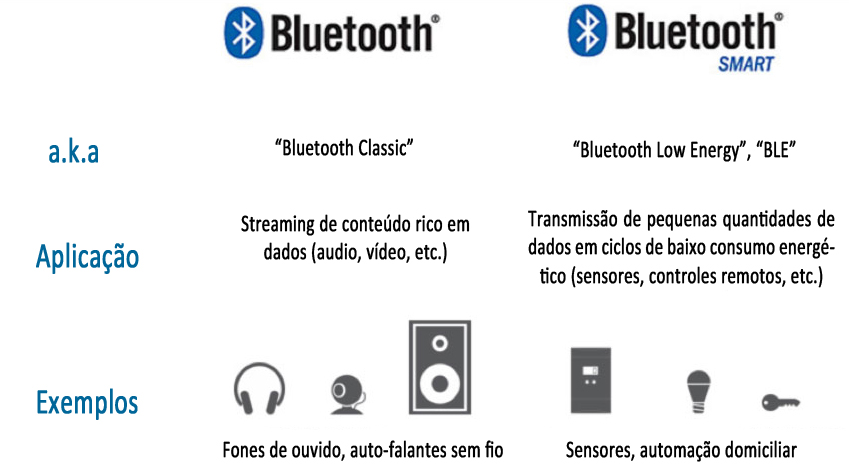 Bluetooth®
Bluetooth®
SMART
a.k.a
“Bluetooth Classic”
“Bluetooth Low Energy”, “BLE”
Aplicação
Streaming de conteúdo rico em
dados (audio, vídeo, etc.)
Transmissão de pequenas quantidades de
dados em ciclos de baixo consumo energé-
tico (sensores, controles remotos, etc.)
Exemplos
Fones de ouvido, auto-falantes sem fio
Sensores, automação domiciliar